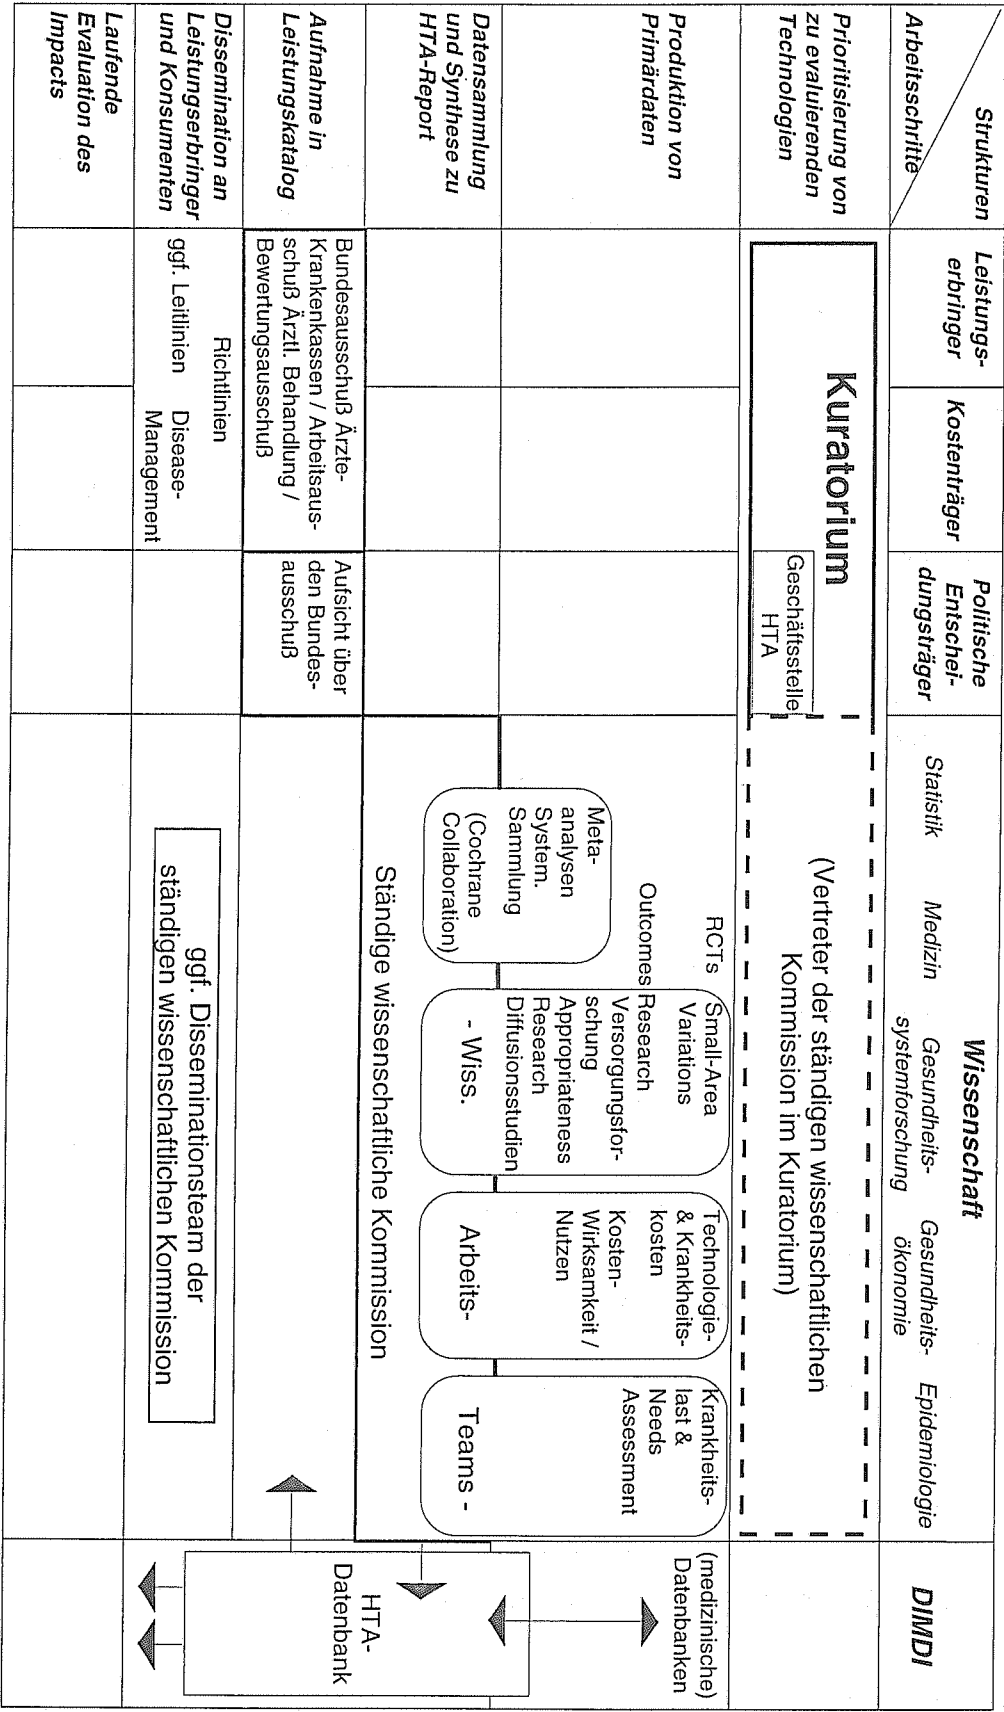 Strukturen
Arbeitsschritte
Leistungs-
erbringer
Kostenträger
Politische
Entschei-
dungsträger
Wissenschaft
Statistik
Medizin
Gesundheits-
systemforschung
Gesundheits-
ökonomie
Epidemiologie
DIMDI
Prioritisierung von
zu evaluierenden
Technologien
Kuratorium
Geschäftsstelle
HTA
(Vertreter der ständigen wissenschaftlichen
Kommission im Kuratorium)
Produktion von
Primärdaten
RCTs
Outcomes Research
Small-Area
Variations
Versorgungsfor-
schung
Appropriateness
Research
Diffusionsstudien
Technologie-
& Krankheits-
kosten
Kosten-
Wirksamkeit /
Nutzen
Krankheits-
last &
Needs
Assessment
(medizinische)
Datenbanken
Datensammlung
und Synthese zu
HTA-Report
Meta-
analysen
System.
Sammlung
(Cochrane
Collaboration)
- Wiss.
Arbeits-
Teams -
Ständige wissenschaftliche Kommission
HTA-
Datenbank
Aufnahme in
Leistungskatalog
Bundesausschuß Ärzte-
Krankenkassen / Arbeitsaus-
schuß Ärztl. Behandlung /
Bewertungsausschuß
Aufsicht über
den Bundes-
ausschuß
Dissemination an
Leistungserbringer
und Konsumenten
Richtlinien
ggf. Leitlinien
Disease-
Management
ggf. Disseminationsteam der
ständigen wissenschaftlichen Kommission
Laufende
Evaluation des
Impacts